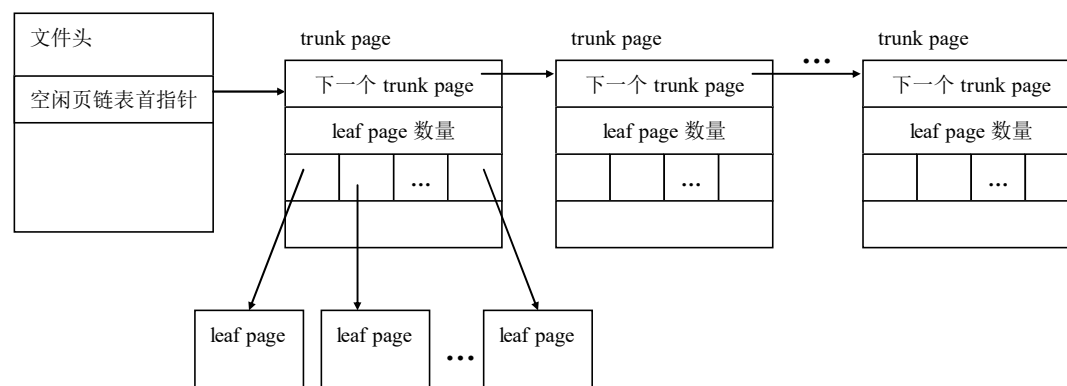 文件头
空闲页链表首指针
trunk page
下一个 trunk page
leaf page 数量
...
trunk page
下一个 trunk page
leaf page 数量
...
...
trunk page
下一个 trunk page
leaf page 数量
...
leaf page
leaf page
...
leaf page